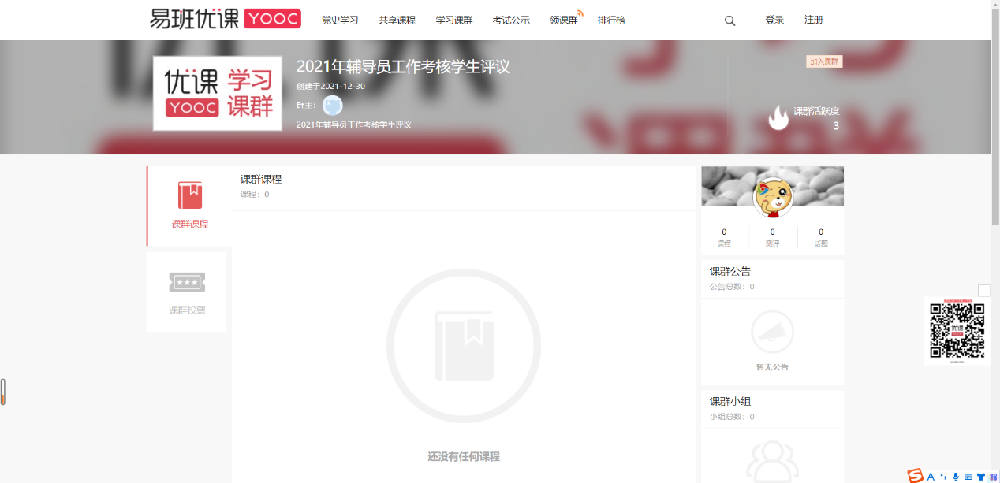 易班优课 YOOC 党史学习 共享课程 学习课群 考试公示 领课群 排行榜 登录 注册
优课 YOOC 学习课群
2021年辅导员工作考核学生评议
创建于2021-12-30
群主：
2021年辅导员工作考核学生评议
加入课群
课群活跃度
3
课群课程
课群投票
课群课程
课程：0
还没有任何课程
0 0 0
课程 测评 话题
课群公告
公告总数：0
暂无公告
课群小组
小组总数：0
优课
YOOC
S A